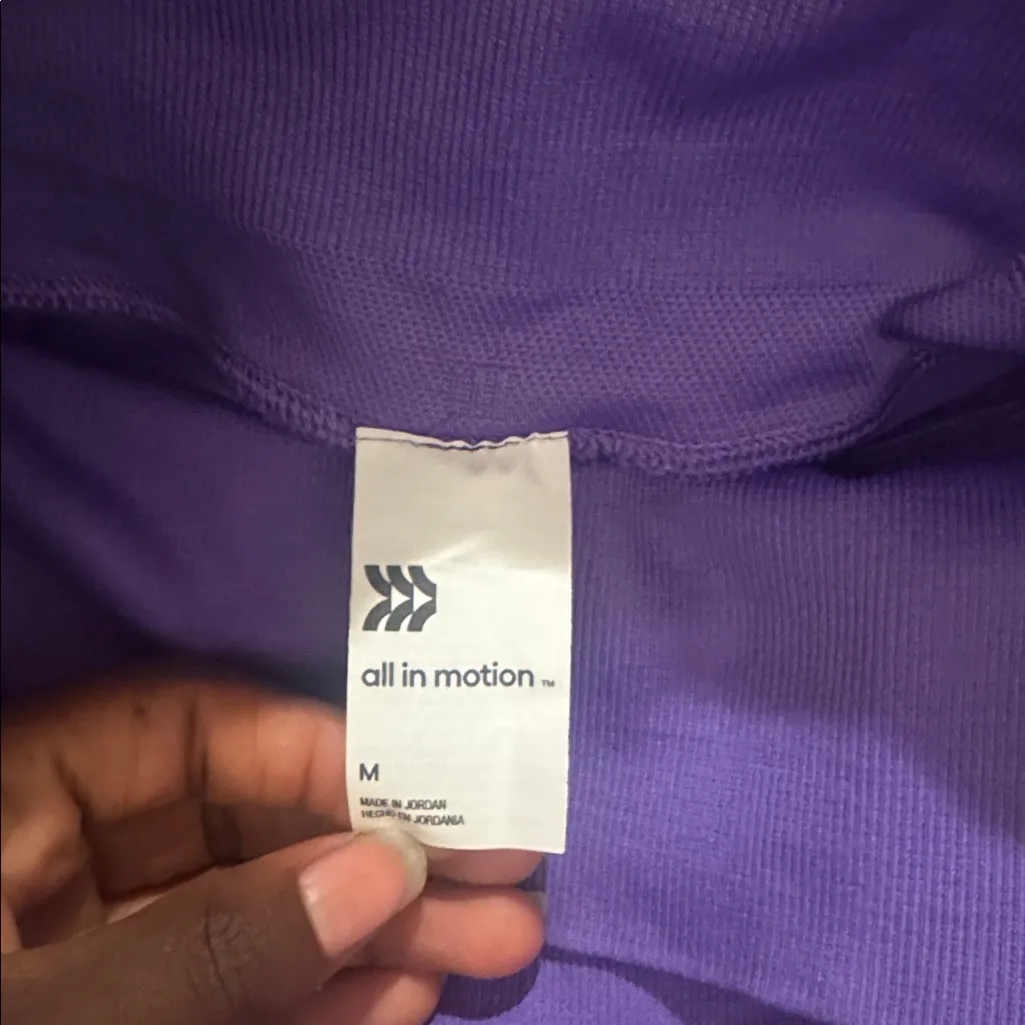 all in motion ™
M
MADE IN JORDAN
HECHO EN JORDANIA